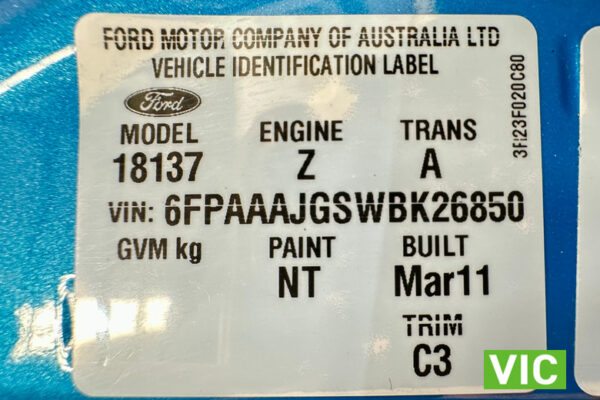 FORD MOTOR COMPANY OF AUSTRALIA LTD
VEHICLE IDENTIFICATION LABEL
Ford
MODEL ENGINE TRANS
18137 Z A
VIN: 6FPAAAJGSWBK26850
GVM kg PAINT BUILT
NT Mar11
TRIM
C3
3FI23F020C80
VIC